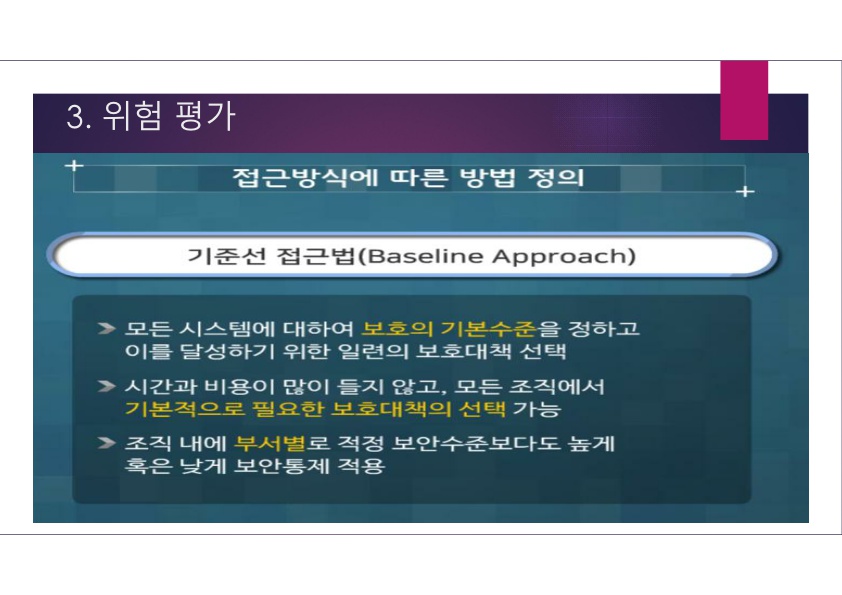 3. 위험 평가
접근방식에 따른 방법 정의
기준선 접근법(Baseline Approach)
모든 시스템에 대하여 보호의 기본수준을 정하고
이를 달성하기 위한 일련의 보호대책 선택
시간과 비용이 많이 들지 않고, 모든 조직에서
기본적으로 필요한 보호대책의 선택 가능
조직 내에 부서별로 적정 보안수준보다도 높게
혹은 낮게 보안통제 적용